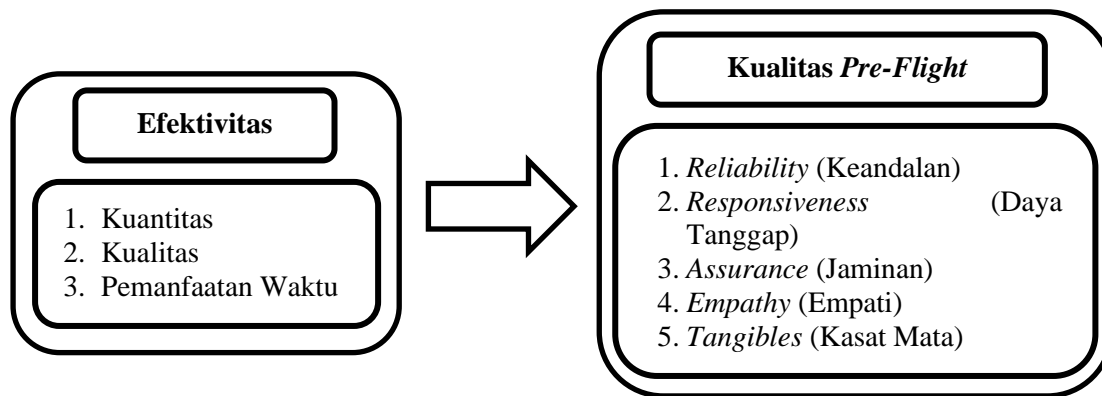 Efektivitas
1. Kuantitas
2. Kualitas
3. Pemanfaatan Waktu
Kualitas Pre-Flight
1. Reliability (Keandalan)
2. Responsiveness (Daya
Tanggap)
3. Assurance (Jaminan)
4. Empathy (Empati)
5. Tangibles (Kasat Mata)